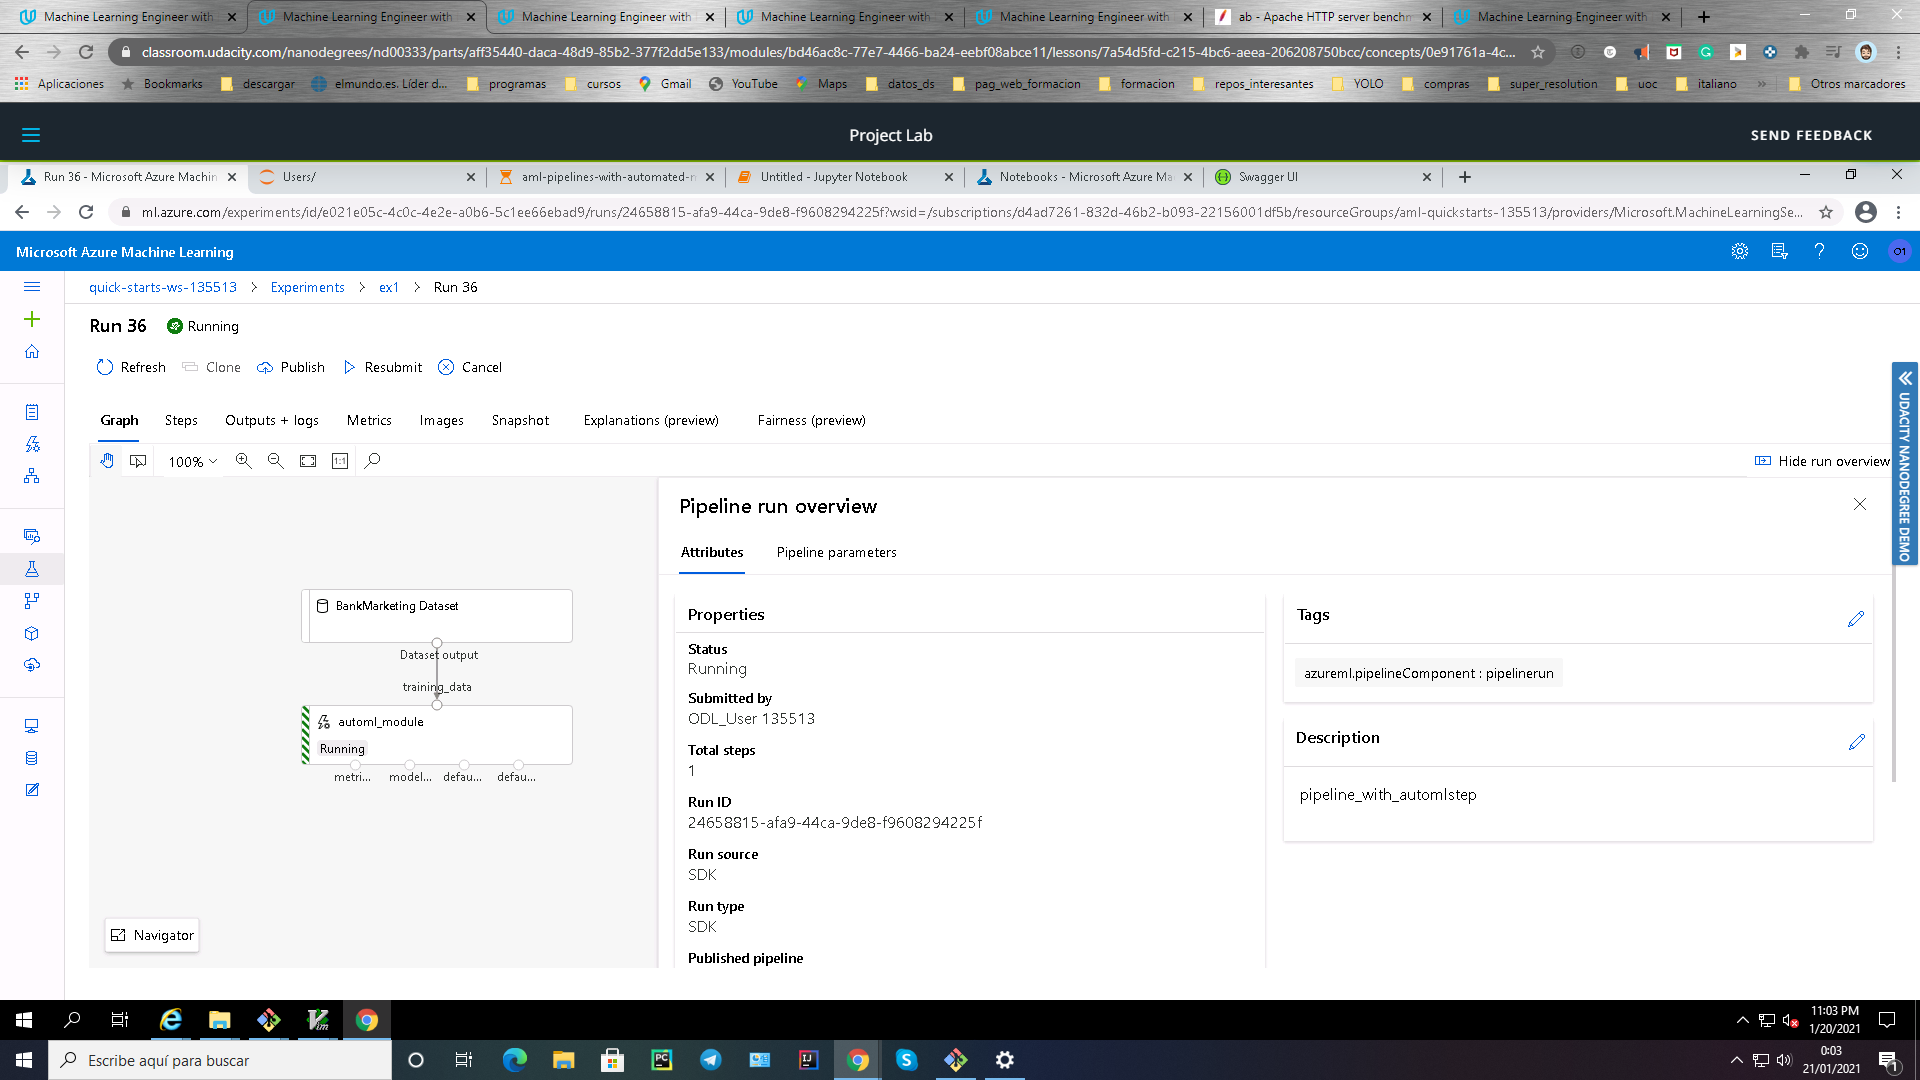 Machine Learning Engineer with
Machine Learning Engineer with
Machine Learning Engineer with
Machine Learning Engineer with
Machine Learning Engineer with
ab - Apache HTTP server benchm
Machine Learning Engineer with
classroom.udacity.com/nanodegrees/nd00333/parts/aff35440-daca-48d9-85b2-377f2dd5e133/modules/bd46ac8c-77e7-4466-ba24-eebf08abce11/lessons/7a54d5fd-c215-4bc6-aeea-206208750bcc/concepts/0e91761a-4c...
Aplicaciones Bookmarks descargar elmundo.es. Líder d... programas cursos Gmail YouTube Maps datos_ds pag_web_formacion formacion repos_interesantes YOLO compras super_resolution uoc italiano » Otros marcadores
Project Lab
SEND FEEDBACK
Run 36 - Microsoft Azure Machin
Users/
aml-pipelines-with-automated-
Untitled - Jupyter Notebook
Notebooks - Microsoft Azure Ma
Swagger UI
ml.azure.com/experiments/id/e021e05c-4c0c-4e2e-a0b6-5c1ee66ebad9/runs/24658815-afa9-44ca-9de8-f9608294225f?wsid=/subscriptions/d4ad7261-832d-46b2-b093-22156001df5b/resourceGroups/aml-quickstarts-135513/providers/Microsoft.MachineLearningSe...
Microsoft Azure Machine Learning
O1
quick-starts-ws-135513 > Experiments > ex1 > Run 36
Run 36 Running
Refresh Clone Publish Resubmit Cancel
Graph Steps Outputs + logs Metrics Images Snapshot Explanations (preview) Fairness (preview)
100%
1:1
Hide run overview
UDACITY NANODEGREE DEMO
BankMarketing Dataset
Dataset output
training_data
automl_module
Running
metri... model... defau... defau...
Navigator
Pipeline run overview
Attributes Pipeline parameters
Properties
Status
Running
Submitted by
ODL_User 135513
Total steps
1
Run ID
24658815-afa9-44ca-9de8-f9608294225f
Run source
SDK
Run type
SDK
Published pipeline
Tags
azureml.pipelineComponent : pipelinerun
Description
pipeline_with_automlstep
11:03 PM
1/20/2021
Escribe aquí para buscar
0:03
21/01/2021
1